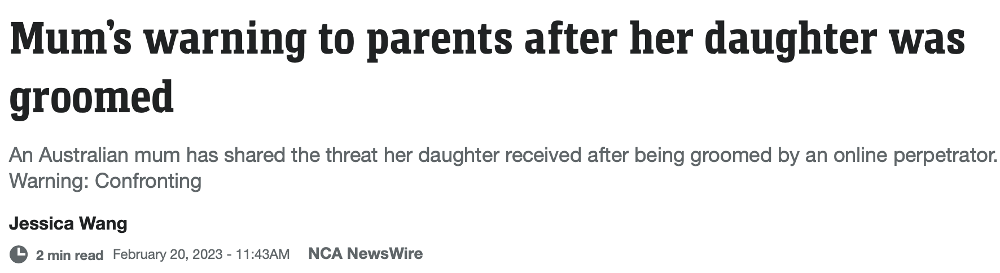 Mum’s warning to parents after her daughter was
groomed
An Australian mum has shared the threat her daughter received after being groomed by an online perpetrator.
Warning: Confronting
Jessica Wang
2 min read February 20, 2023 - 11:43AM NCA NewsWire